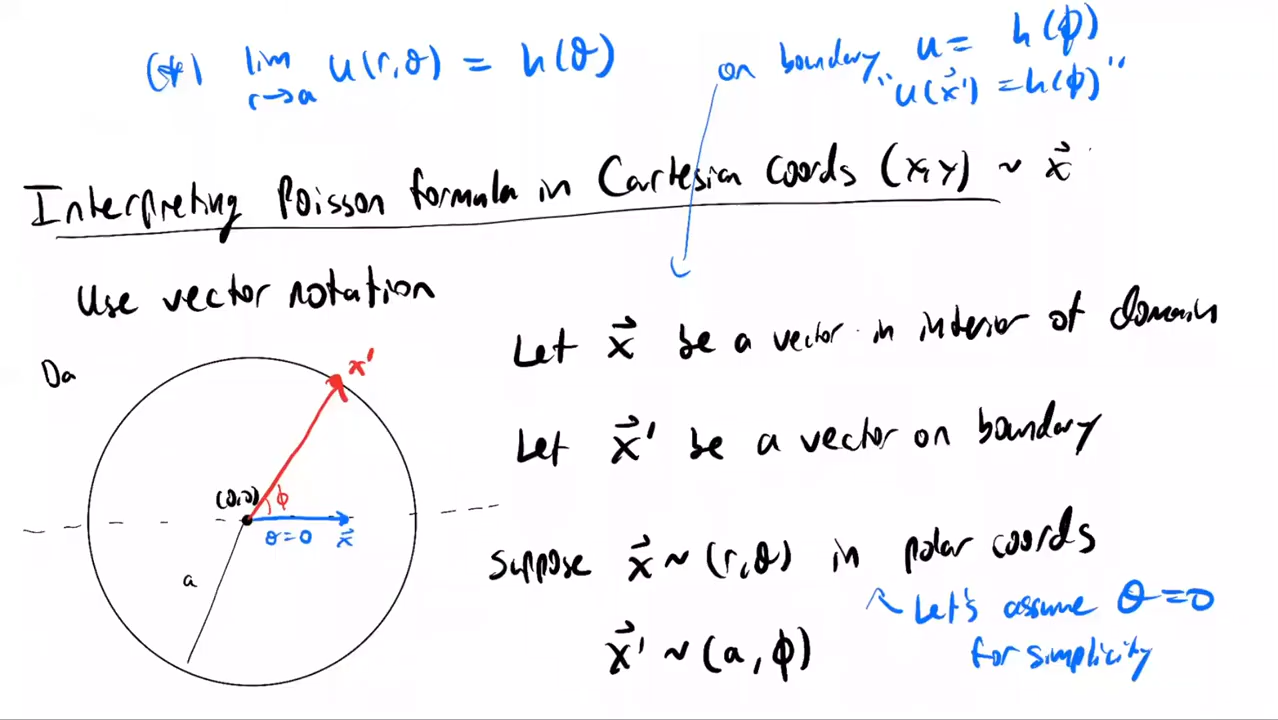 (*) lim r→a u(r,θ) = h(θ)
on boundary u = h(ϕ)
"u(x⃗') = h(ϕ)"
Interpreting Poisson formula in Cartesian Coords (x,y) ~ x⃗
Use vector notation
Let x⃗ be a vector in interior of domain
Da
x'
Let x⃗' be a vector on boundary
(0,0)
ϕ
θ=0
x⃗
a
Suppose x⃗ ~ (r,θ) in polar coords
Let's assume θ=0
for simplicity
x⃗' ~ (a,ϕ)